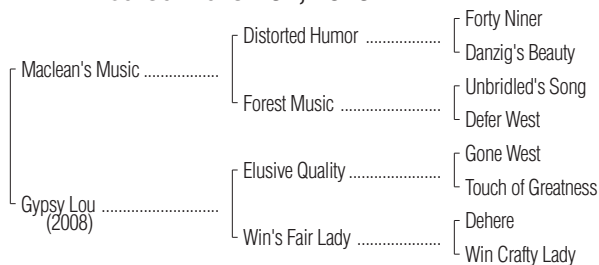 Forty Niner
Distorted Humor ..................
Danzig's Beauty
Maclean's Music ..................
Unbridled's Song
Forest Music ........................
Defer West
Gone West
Elusive Quality ......................
Touch of Greatness
Gypsy Lou ............................
(2008)
Dehere
Win's Fair Lady ....................
Win Crafty Lady